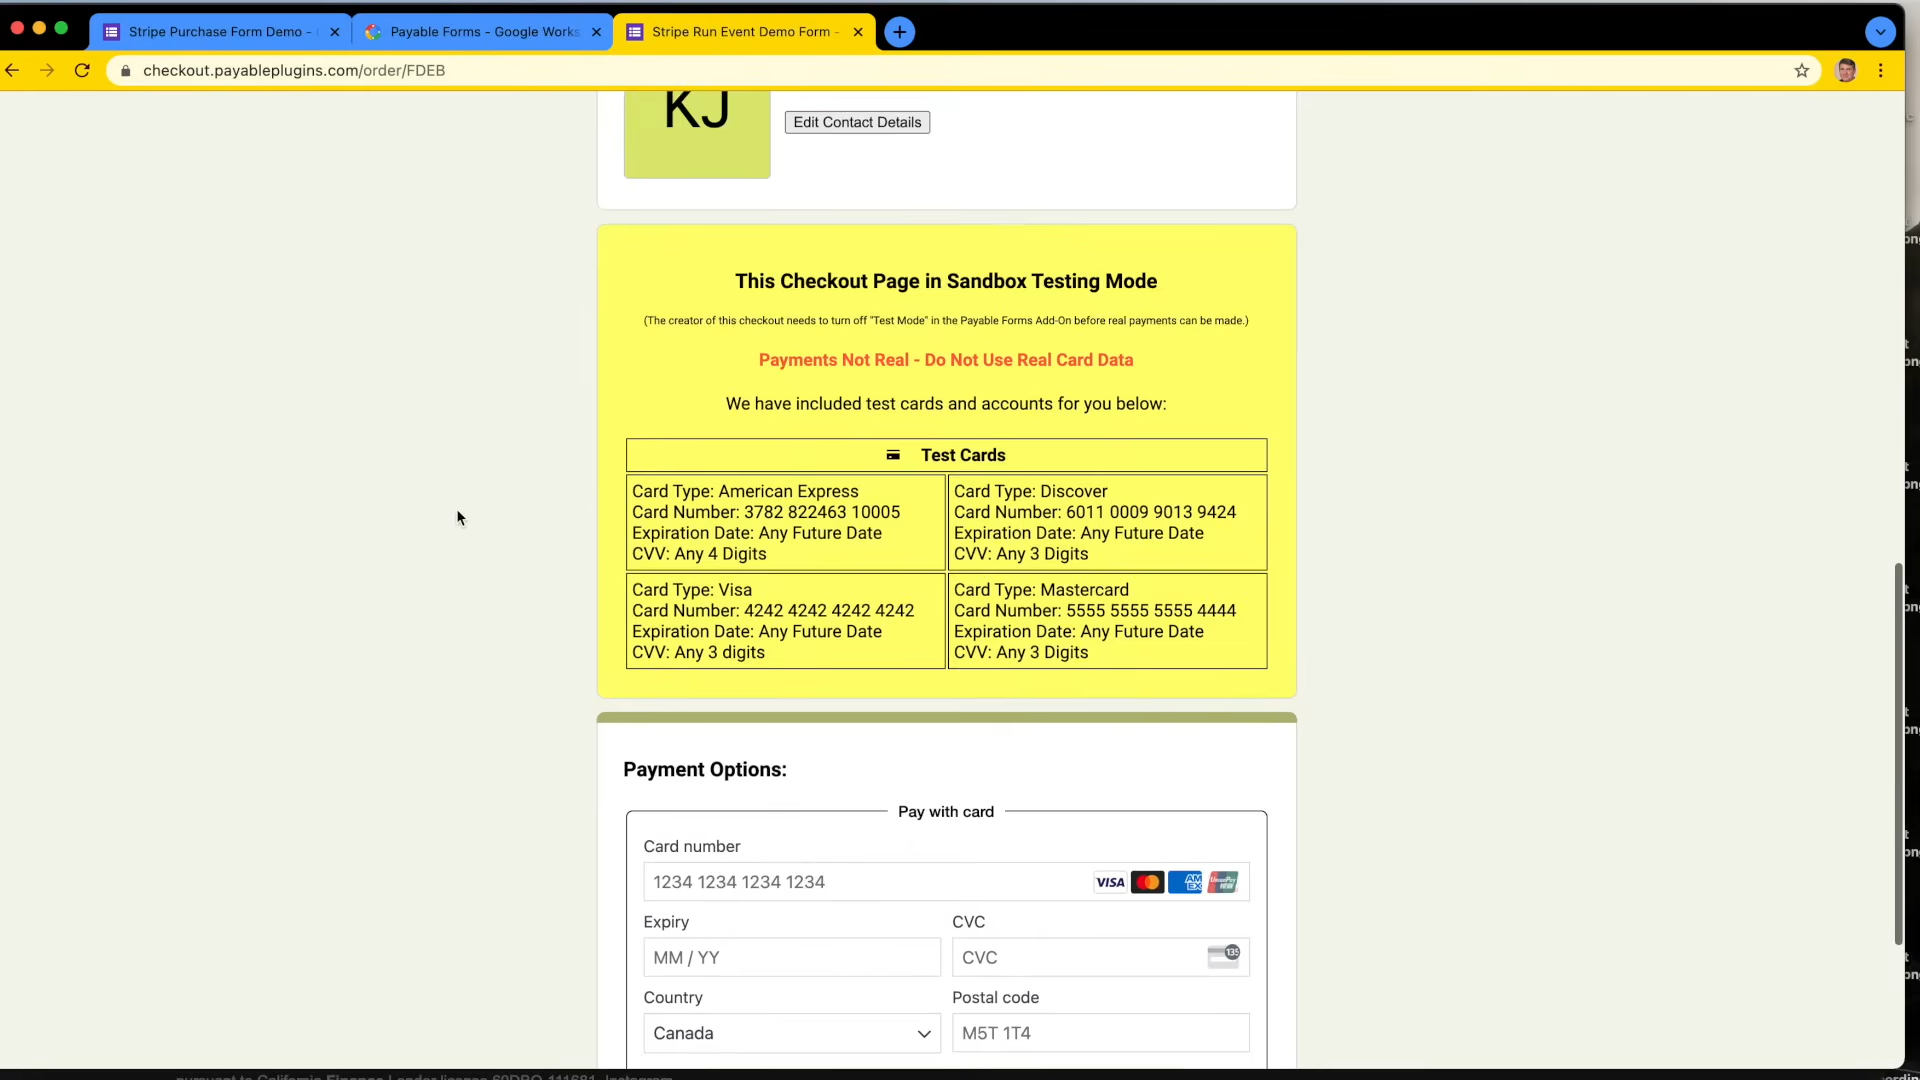 Stripe Purchase Form Demo -
Payable Forms - Google Works
Stripe Run Event Demo Form -
checkout.payableplugins.com/order/FDEB
KJ
Edit Contact Details
This Checkout Page in Sandbox Testing Mode
(The creator of this checkout needs to turn off "Test Mode" in the Payable Forms Add-On before real payments can be made.)
Payments Not Real - Do Not Use Real Card Data
We have included test cards and accounts for you below:
Test Cards
Card Type: American Express
Card Number: 3782 822463 10005
Expiration Date: Any Future Date
CVV: Any 4 Digits
Card Type: Discover
Card Number: 6011 0009 9013 9424
Expiration Date: Any Future Date
CVV: Any 3 Digits
Card Type: Visa
Card Number: 4242 4242 4242 4242
Expiration Date: Any Future Date
CVV: Any 3 digits
Card Type: Mastercard
Card Number: 5555 5555 5555 4444
Expiration Date: Any Future Date
CVV: Any 3 Digits
Payment Options:
Pay with card
Card number
1234 1234 1234 1234
VISA
AM EX
UnionPay
Expiry
CVC
MM / YY
CVC
135
Country
Postal code
Canada
M5T 1T4